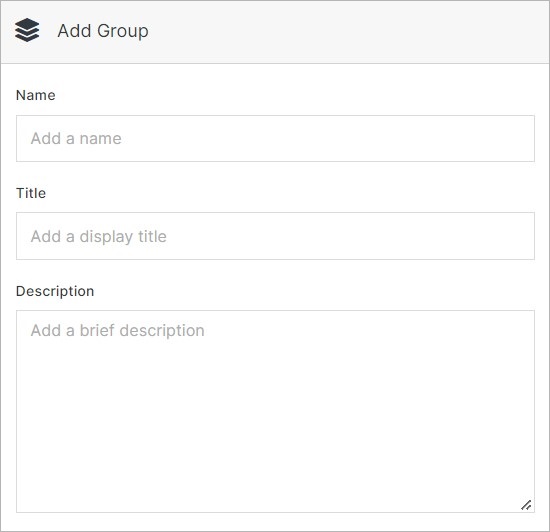 Add Group
Name
Add a name
Title
Add a display title
Description
Add a brief description